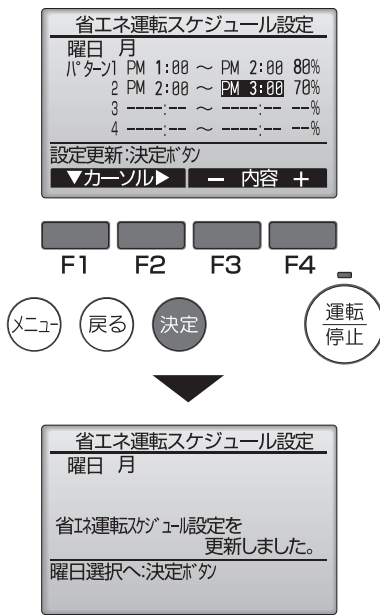 省エネ運転スケジュール設定
曜日 月
パターン1 PM 1:00 ～ PM 2:00 80%
2 PM 2:00 ～ PM 3:00 70%
3 ----:-- ～ ----:-- --%
4 ----:-- ～ ----:-- --%
設定更新:決定ボタン
▼カーソル▶ － 内容 ＋
F1 F2 F3 F4
メニュー 戻る 決定 運転
停止
省エネ運転スケジュール設定
曜日 月
省エネ運転スケジュール設定を
更新しました。
曜日選択へ:決定ボタン